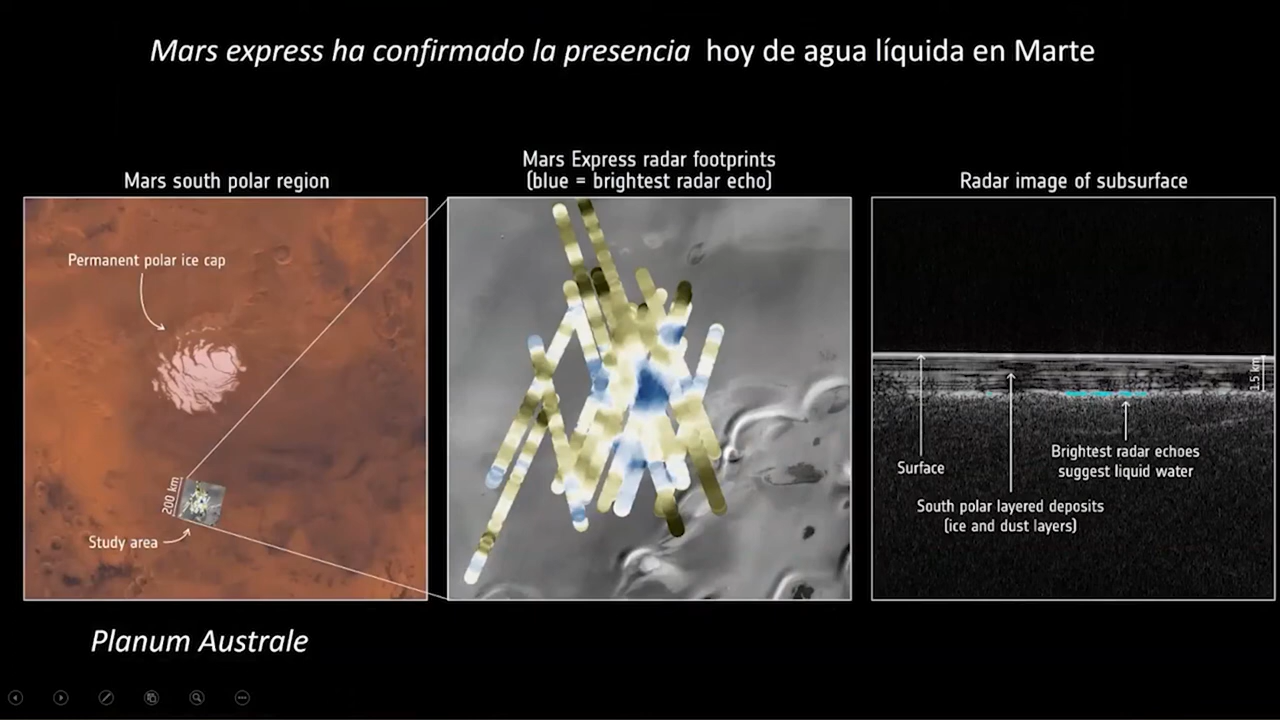 Mars express ha confirmado la presencia hoy de agua líquida en Marte
Mars south polar region
Permanent polar ice cap
200 km
Study area
Mars Express radar footprints
(blue = brightest radar echo)
Radar image of subsurface
1.5 km
Surface
South polar layered deposits
(ice and dust layers)
Brightest radar echoes
suggest liquid water
Planum Australe